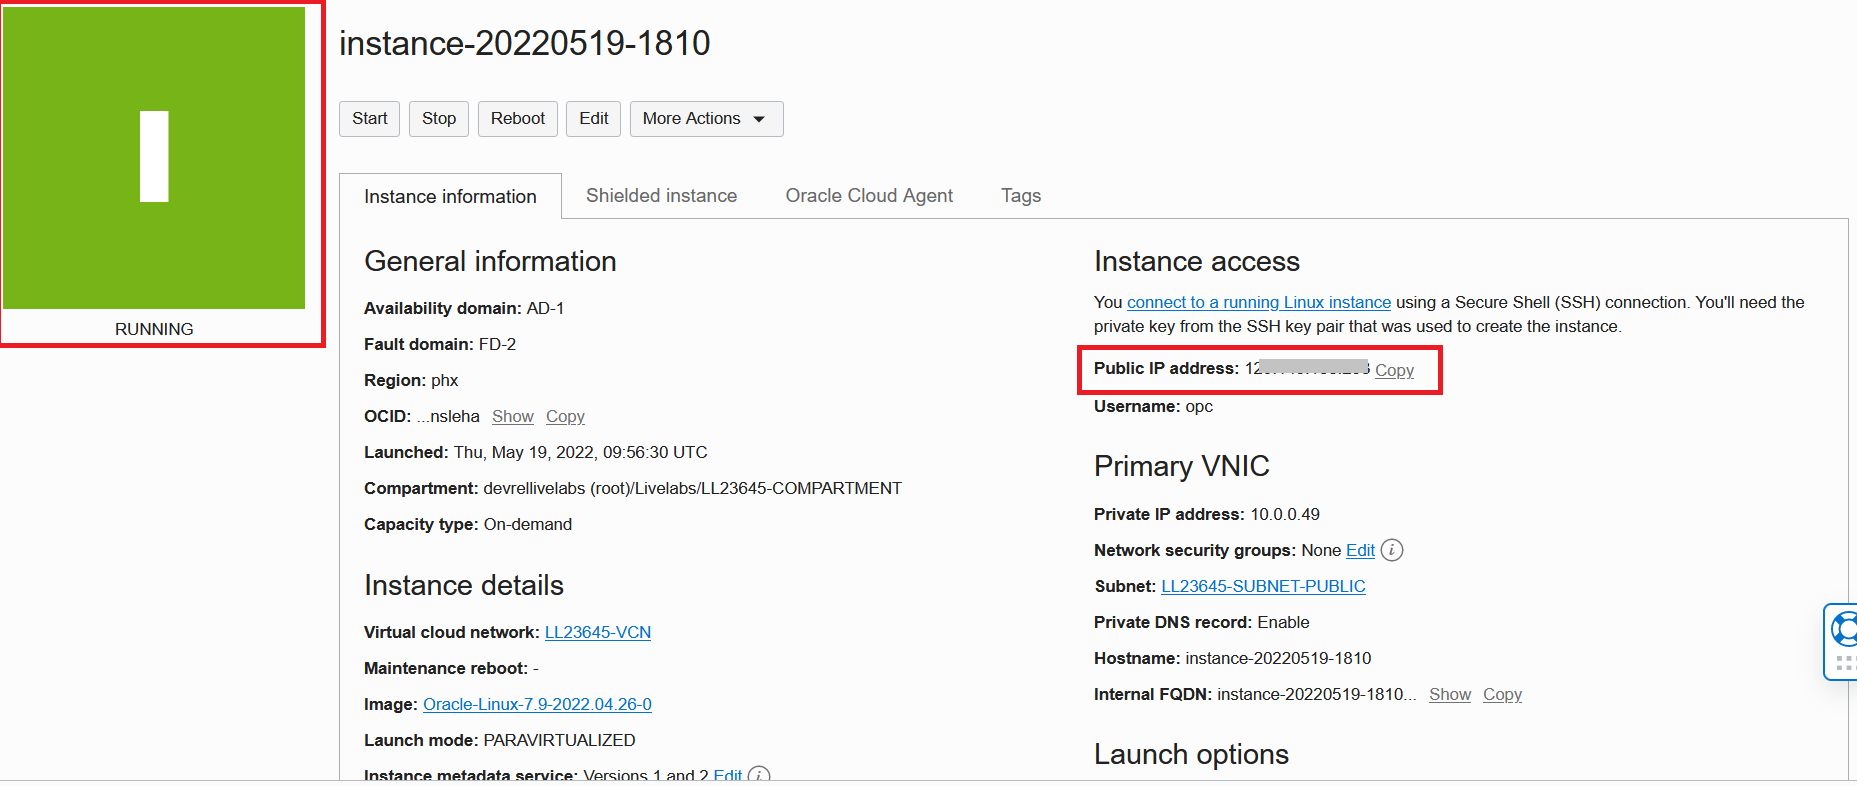 instance-20220519-1810
Start Stop Reboot Edit More Actions
RUNNING
Instance information Shielded instance Oracle Cloud Agent Tags
General information
Availability domain: AD-1
Fault domain: FD-2
Region: phx
OCID: ...nsleha Show Copy
Launched: Thu, May 19, 2022, 09:56:30 UTC
Compartment: devrellivelabs (root)/Livelabs/LL23645-COMPARTMENT
Capacity type: On-demand
Instance details
Virtual cloud network: LL23645-VCN
Maintenance reboot: -
Image: Oracle-Linux-7.9-2022.04.26-0
Launch mode: PARAVIRTUALIZED
Instance metadata service: Versions 1 and 2 Edit
Instance access
You connect to a running Linux instance using a Secure Shell (SSH) connection. You'll need the
private key from the SSH key pair that was used to create the instance.
Public IP address: Copy
Username: opc
Primary VNIC
Private IP address: 10.0.0.49
Network security groups: None Edit
Subnet: LL23645-SUBNET-PUBLIC
Private DNS record: Enable
Hostname: instance-20220519-1810
Internal FQDN: instance-20220519-1810... Show Copy
Launch options